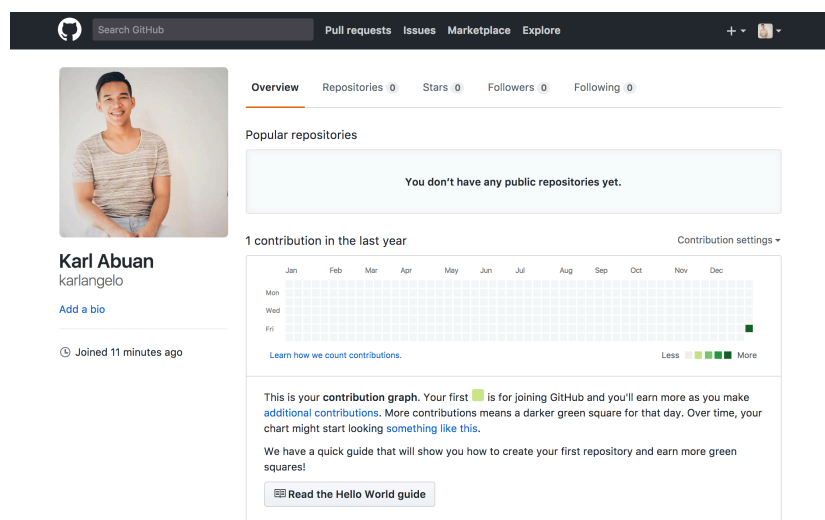 Search GitHub
Pull requests Issues Marketplace Explore
Overview Repositories 0 Stars 0 Followers 0 Following 0
Popular repositories
You don’t have any public repositories yet.
1 contribution in the last year
Contribution settings
Karl Abuan
karlangelo
Add a bio
Joined 11 minutes ago
Jan Feb Mar Apr May Jun Jul Aug Sep Oct Nov Dec
Mon
Wed
Fri
Learn how we count contributions.
Less More
This is your contribution graph. Your first is for joining GitHub and you'll earn more as you make
additional contributions. More contributions means a darker green square for that day. Over time, your
chart might start looking something like this.
We have a quick guide that will show you how to create your first repository and earn more green
squares!
Read the Hello World guide